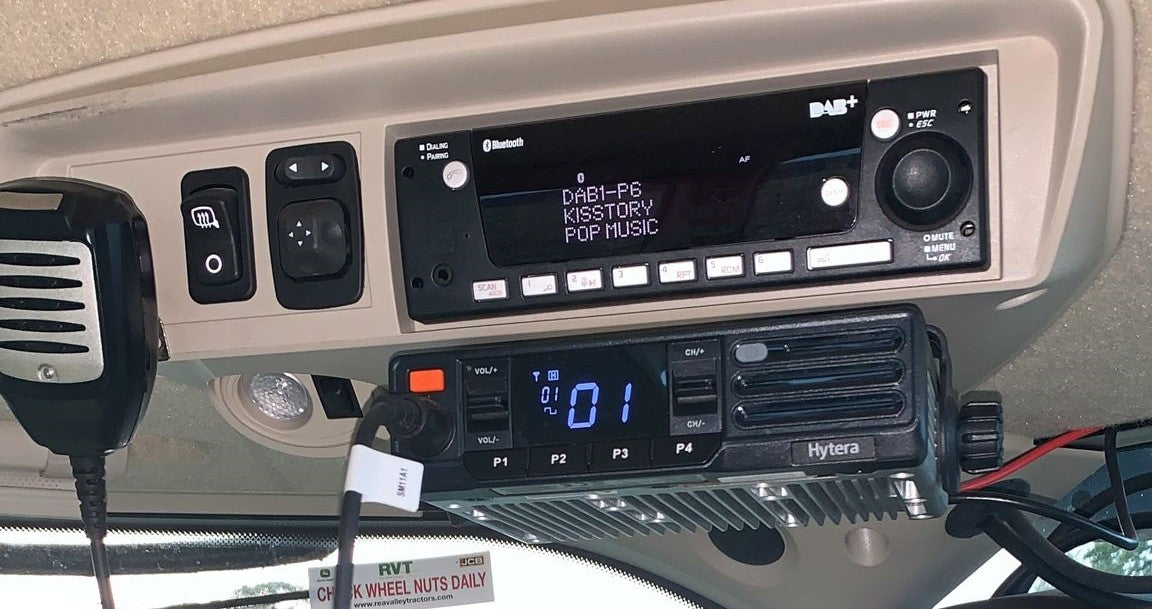 DIALING
PAIRING
Bluetooth
DAB+
PWR
ESC
AF
DAB1-P6
KISSTORY
POP MUSIC
MUTE
MENU
OK
SCAN
1
2
3
4 RPT
5 RDM
6
VOL/+
VOL/-
01
01
CH/+
CH/-
P1 P2 P3 P4
Hytera
SM11A1
RVT
JCB
CHECK WHEEL NUTS DAILY
www.reavalleytractors.com